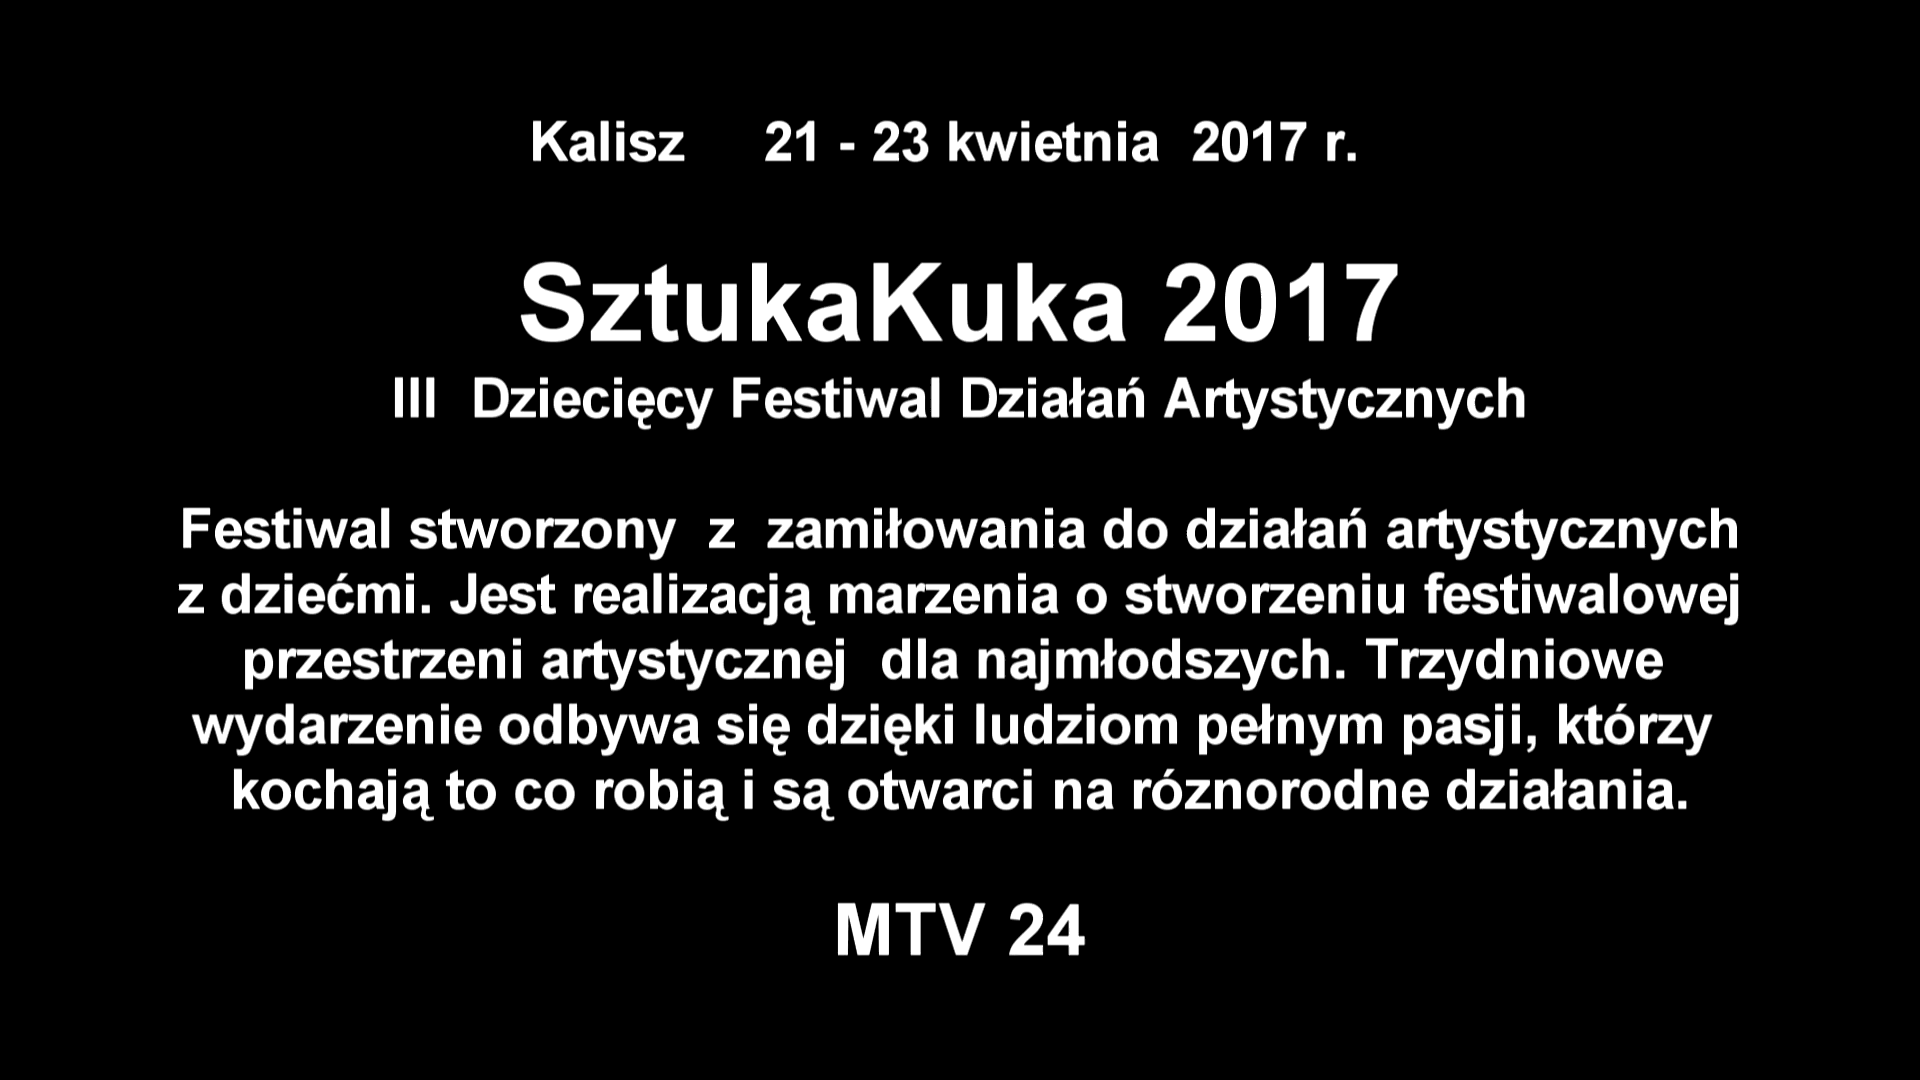 Kalisz 21 - 23 kwietnia 2017 r.
SztukaKuka 2017
III Dziecięcy Festiwal Działań Artystycznych
Festiwal stworzony z zamiłowania do działań artystycznych
z dziećmi. Jest realizacją marzenia o stworzeniu festiwalowej
przestrzeni artystycznej dla najmłodszych. Trzydniowe
wydarzenie odbywa się dzięki ludziom pełnym pasji, którzy
kochają to co robią i są otwarci na róznorodne działania.
MTV 24